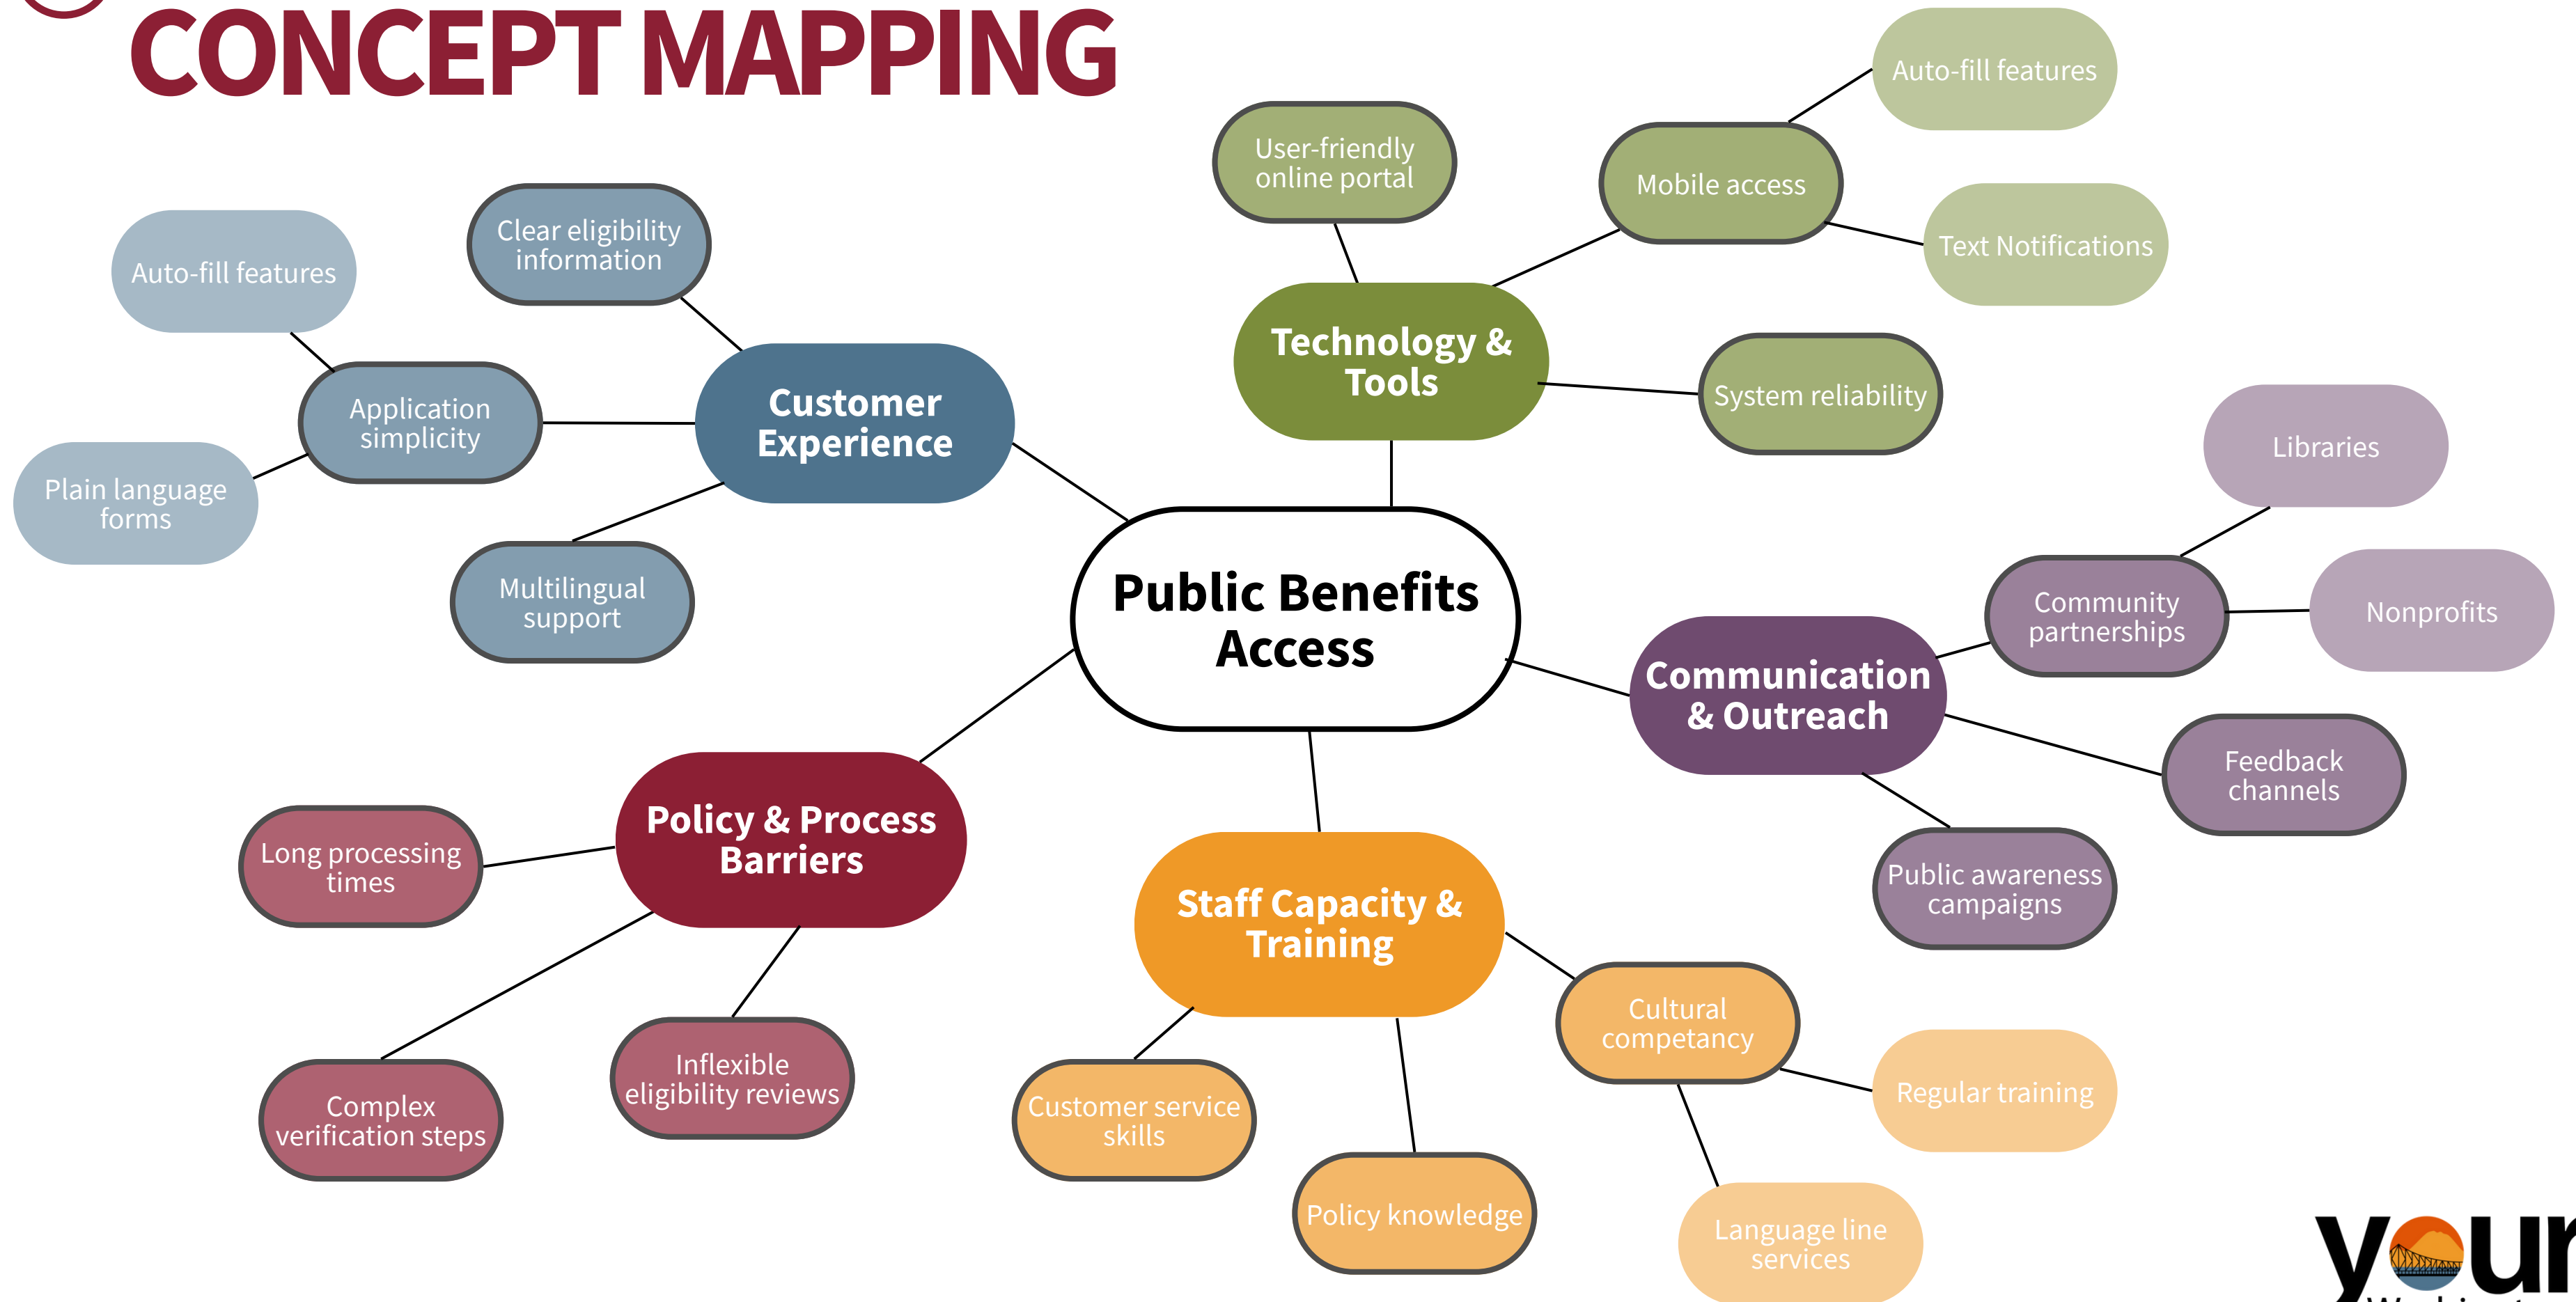 CONCEPT MAPPING
Auto-fill features
User-friendly
online portal
Mobile access
Text Notifications
Clear eligibility
information
Auto-fill features
Technology &
Tools
System reliability
Application
simplicity
Customer
Experience
Libraries
Plain language
forms
Multilingual
support
Public Benefits
Access
Community
partnerships
Nonprofits
Communication
& Outreach
Feedback
channels
Policy & Process
Barriers
Long processing
times
Public awareness
campaigns
Staff Capacity &
Training
Cultural
competancy
Inflexible
eligibility reviews
Complex
verification steps
Customer service
skills
Regular training
Policy knowledge
Language line
services
your